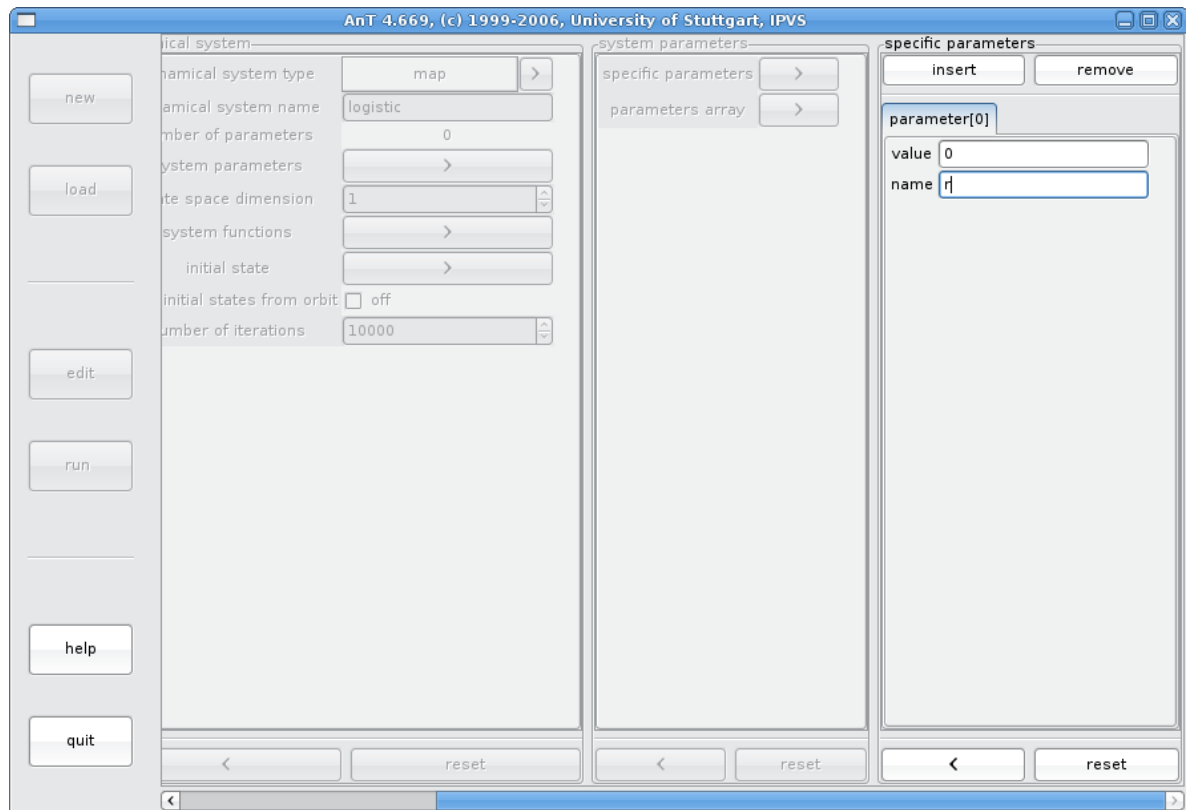 AnT 4.669, (c) 1999-2006, University of Stuttgart, IPVS
new
load
edit
run
help
quit
ical system
namical system type map >
amical system name logistic
mber of parameters 0
ystem parameters >
te space dimension 1
system functions >
initial state >
initial states from orbit off
umber of iterations 10000
< reset
system parameters
specific parameters >
parameters array >
< reset
specific parameters
insert remove
parameter[0]
value 0
name r
< reset
< >